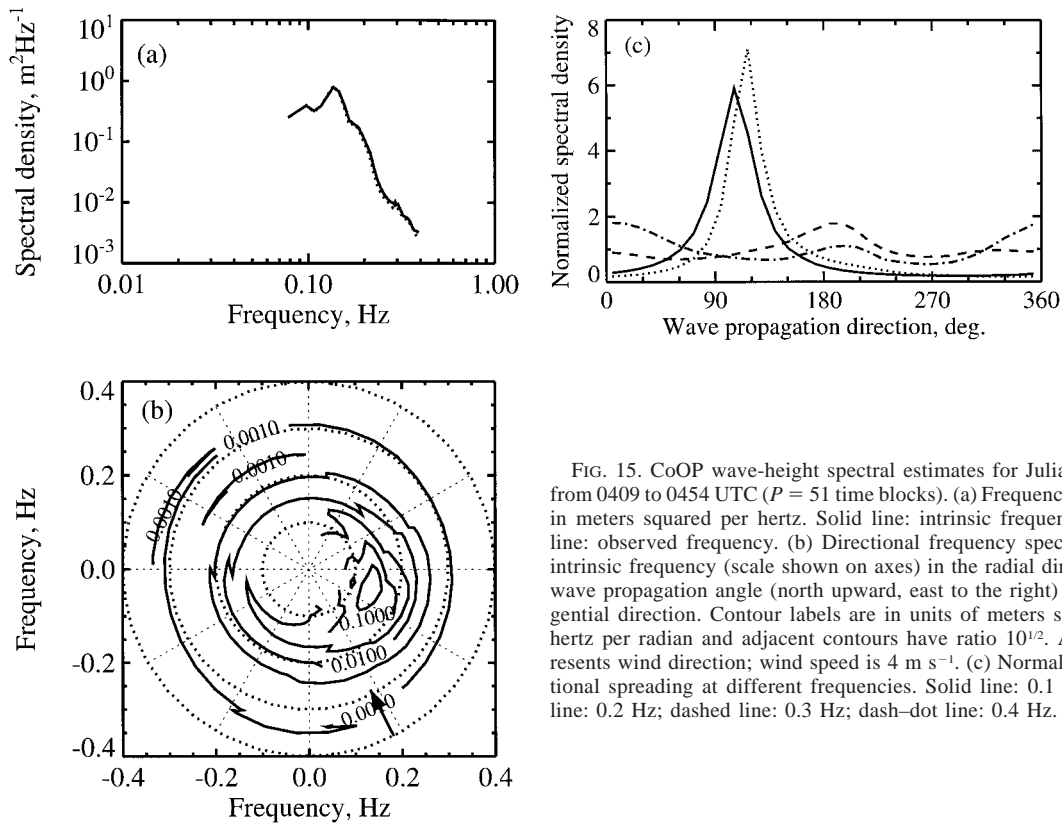 10^1
10^0
10^-1
10^-2
10^-3
Spectral density, m^2Hz^-1
(a)
0.01 0.10 1.00
Frequency, Hz
8
6
4
2
0
Normalized spectral density
(c)
0 90 180 270 360
Wave propagation direction, deg.
0.4
0.2
0.0
-0.2
-0.4
Frequency, Hz
(b)
0.0010
0.0010
0.0010
0.1000
0.0100
0.0010
-0.4 -0.2 0.0 0.2 0.4
Frequency, Hz
FIG. 15. CoOP wave-height spectral estimates for Julia
from 0409 to 0454 UTC (P = 51 time blocks). (a) Frequenc
in meters squared per hertz. Solid line: intrinsic frequen
line: observed frequency. (b) Directional frequency spec
intrinsic frequency (scale shown on axes) in the radial dir
wave propagation angle (north upward, east to the right)
gential direction. Contour labels are in units of meters s
hertz per radian and adjacent contours have ratio 10^1/2. A
resents wind direction; wind speed is 4 m s^-1. (c) Normal
tional spreading at different frequencies. Solid line: 0.1
line: 0.2 Hz; dashed line: 0.3 Hz; dash–dot line: 0.4 Hz.